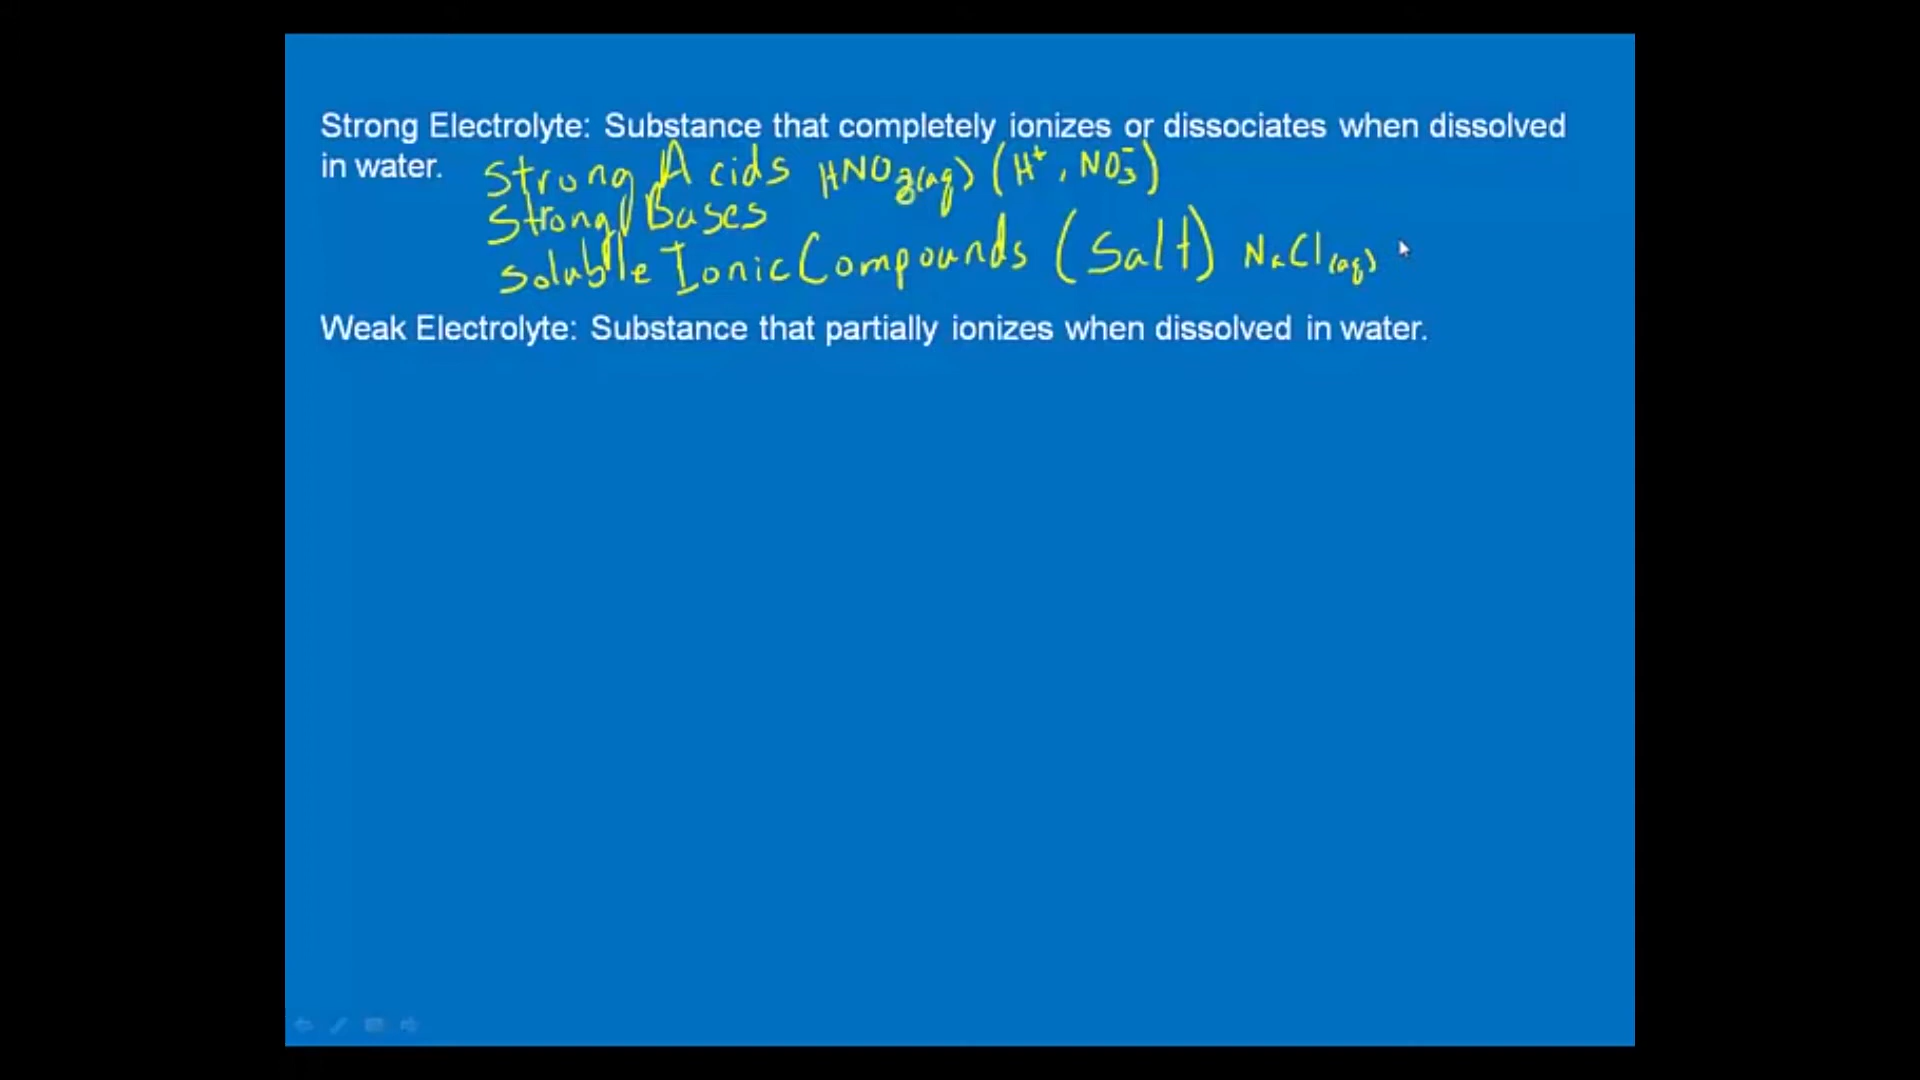 Strong Electrolyte: Substance that completely ionizes or dissociates when dissolved
in water. Strong Acids HNO₃(aq) (H⁺, NO₃⁻)
Strong Bases
Soluble Ionic Compounds (Salt) NaCl(aq)
Weak Electrolyte: Substance that partially ionizes when dissolved in water.